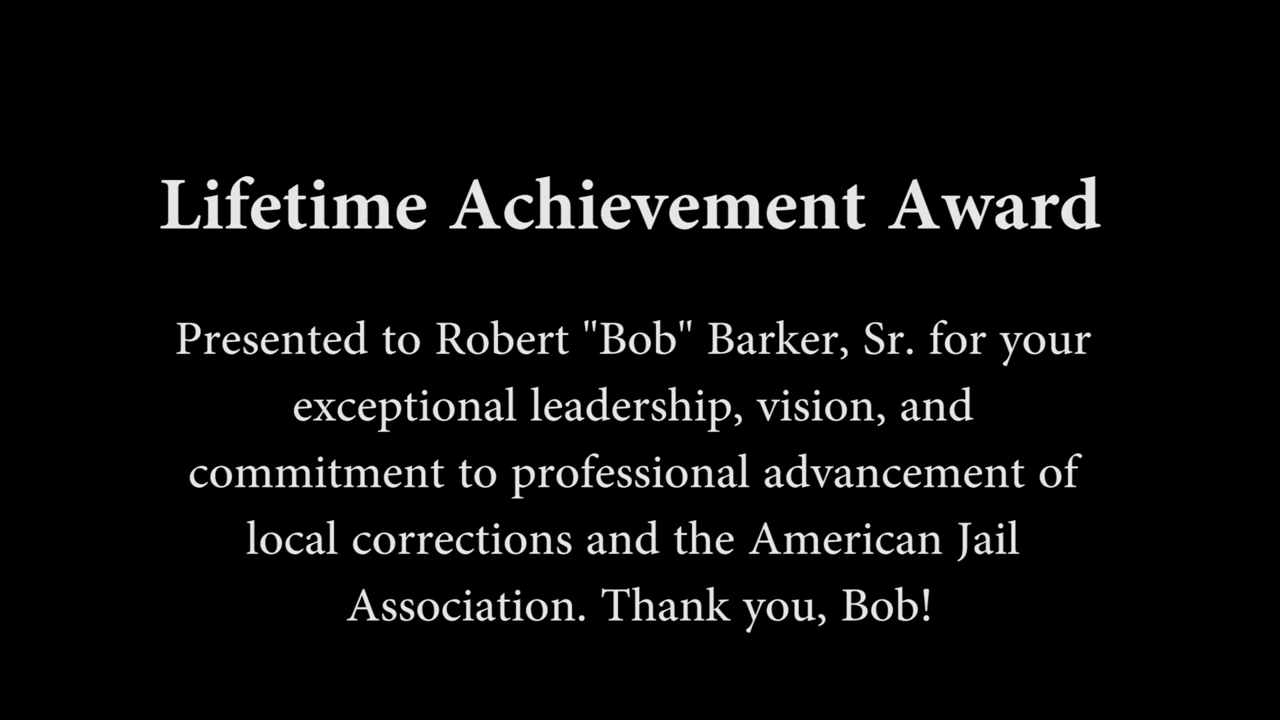 Lifetime Achievement Award
Presented to Robert "Bob" Barker, Sr. for your
exceptional leadership, vision, and
commitment to professional advancement of
local corrections and the American Jail
Association. Thank you, Bob!